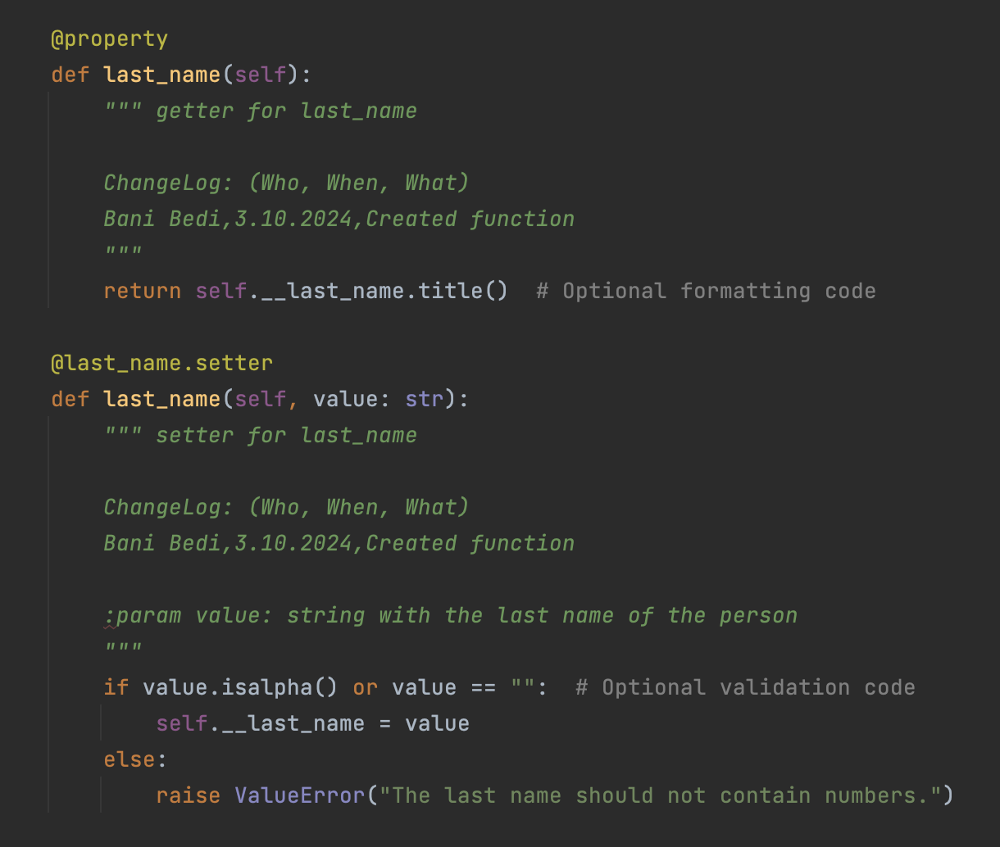 @property
def last_name(self):
    """ getter for last_name

    ChangeLog: (Who, When, What)
    Bani Bedi,3.10.2024,Created function
    """
    return self.__last_name.title()  # Optional formatting code

@last_name.setter
def last_name(self, value: str):
    """ setter for last_name

    ChangeLog: (Who, When, What)
    Bani Bedi,3.10.2024,Created function

    :param value: string with the last name of the person
    """
    if value.isalpha() or value == "":  # Optional validation code
        self.__last_name = value
    else:
        raise ValueError("The last name should not contain numbers.")